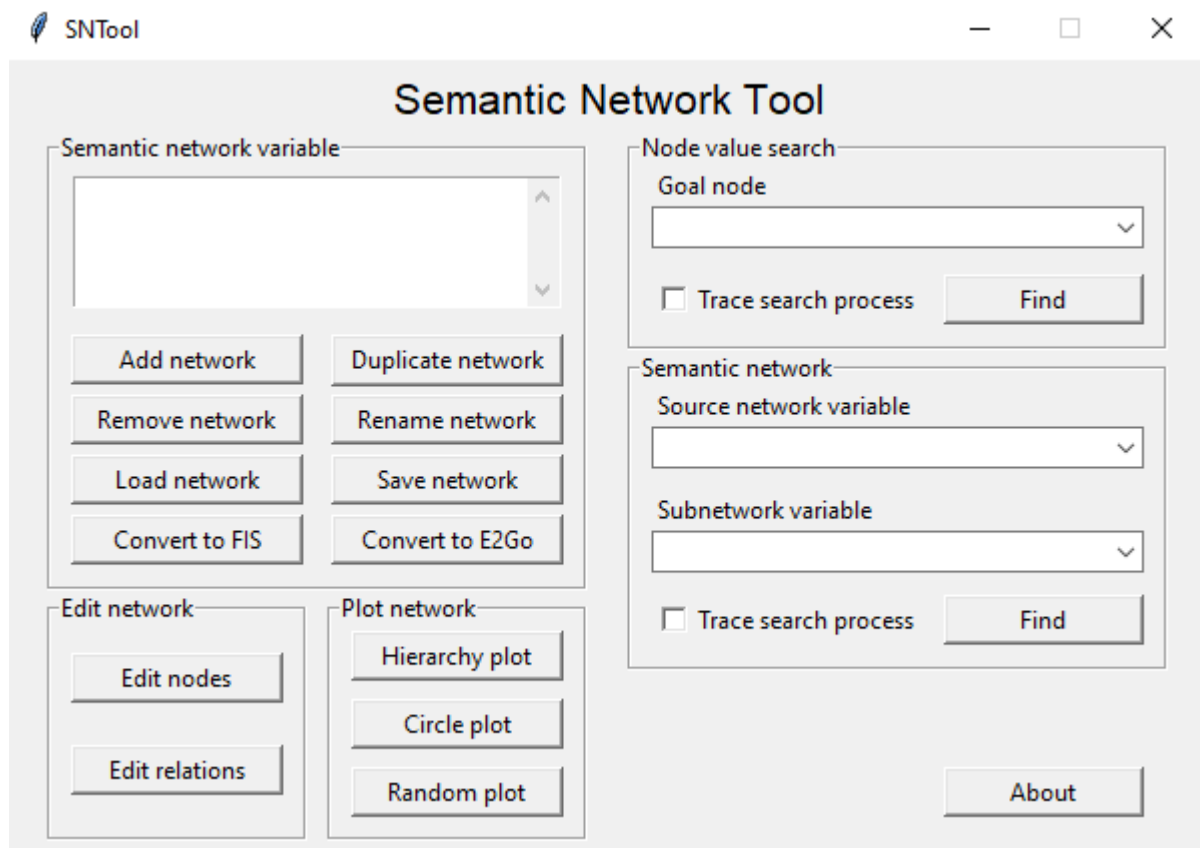 SNTool
Semantic Network Tool
Semantic network variable
Add network
Duplicate network
Remove network
Rename network
Load network
Save network
Convert to FIS
Convert to E2Go
Edit network
Edit nodes
Edit relations
Plot network
Hierarchy plot
Circle plot
Random plot
Node value search
Goal node
Trace search process
Find
Semantic network
Source network variable
Subnetwork variable
Trace search process
Find
About